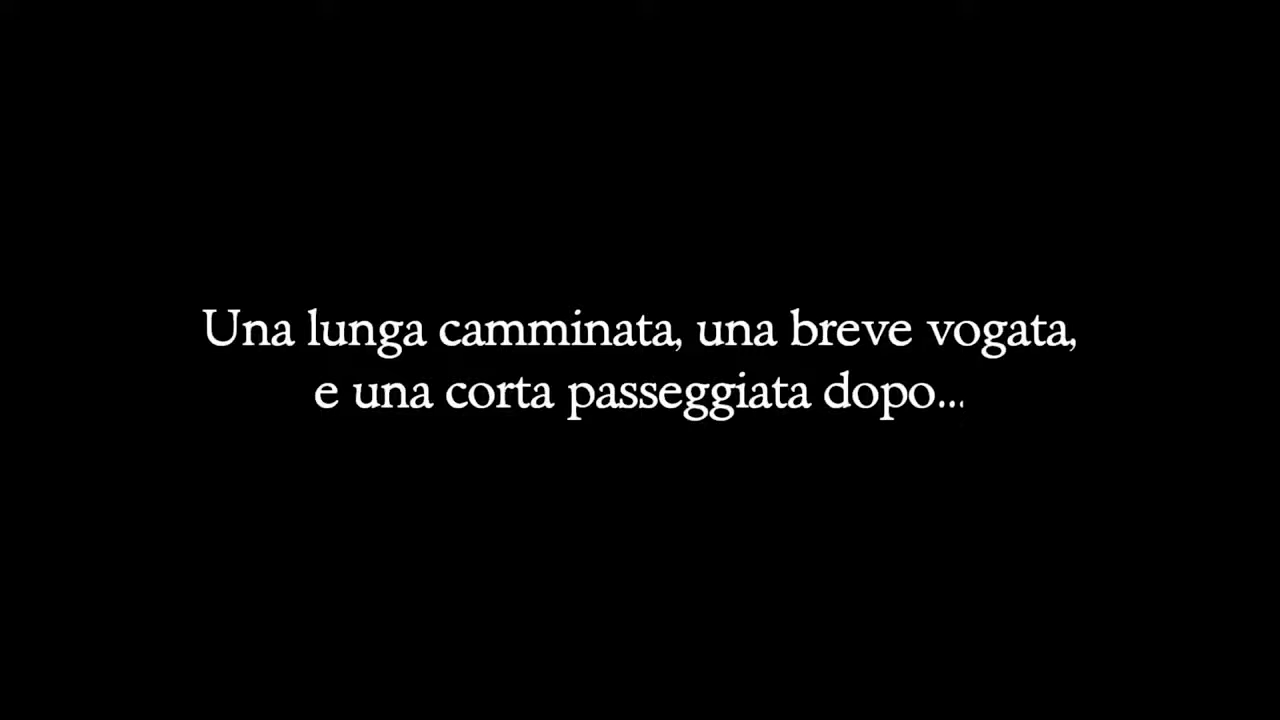 Una lunga camminata, una breve vogata,
e una corta passeggiata dopo...